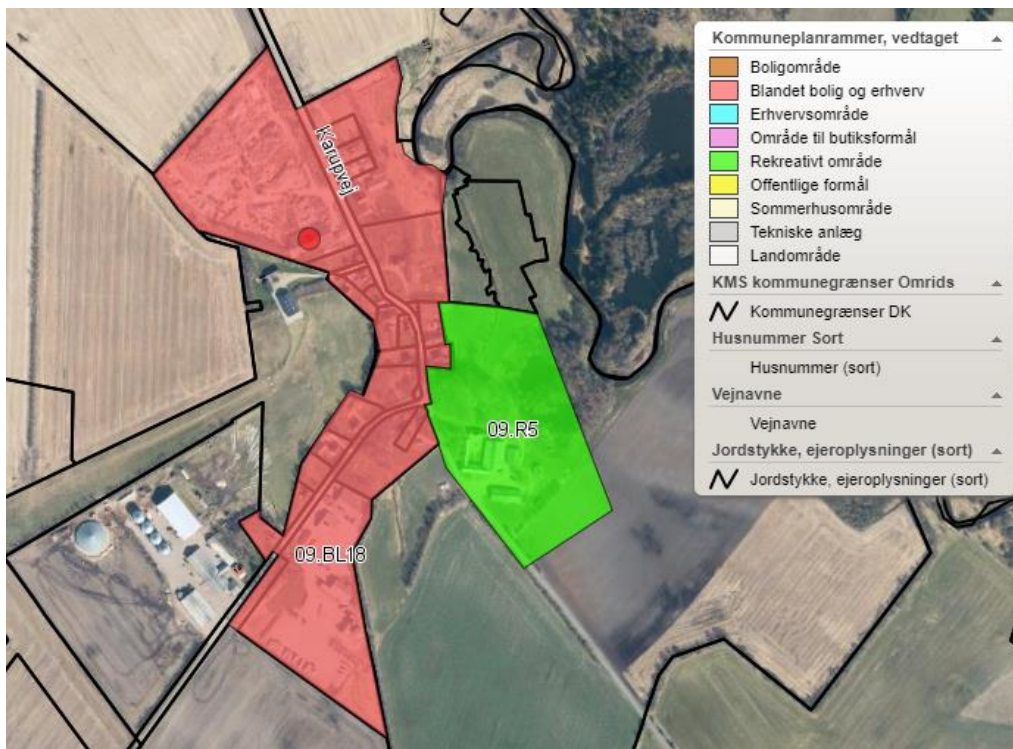 Karupvej
09.R5
09.BL18
Kommuneplanrammer, vedtaget
Boligområde
Blandet bolig og erhverv
Erhvervsområde
Område til butiksformål
Rekreativt område
Offentlige formål
Sommerhusområde
Tekniske anlæg
Landområde
KMS kommunegrænser Omrids
Kommunegrænser DK
Husnummer Sort
Husnummer (sort)
Vejnavne
Vejnavne
Jordstykke, ejeroplysninger (sort)
Jordstykke, ejeroplysninger (sort)